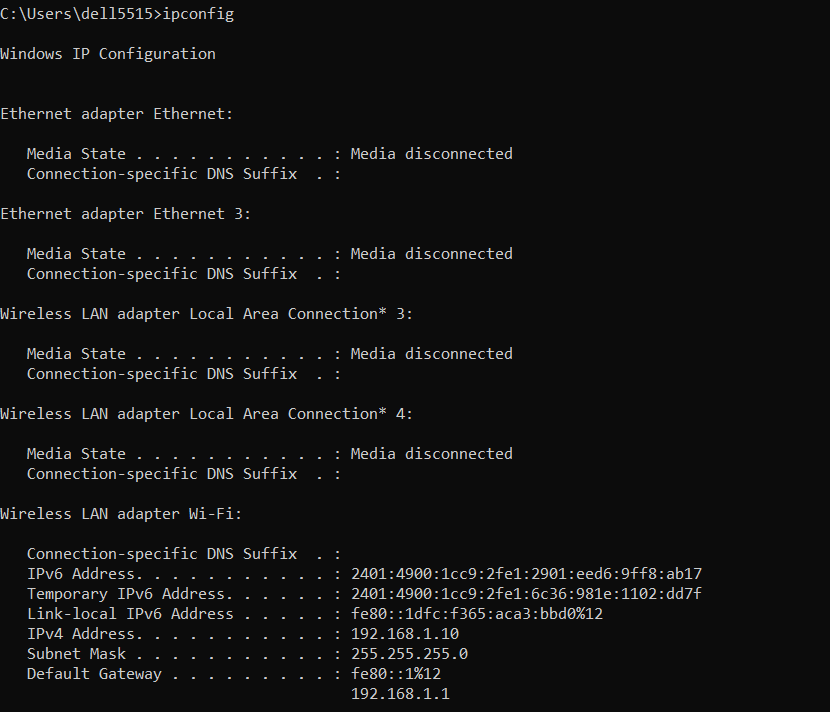 C:\Users\dell5515>ipconfig
Windows IP Configuration
Ethernet adapter Ethernet:
Media State . . . . . . . . . . . : Media disconnected
Connection-specific DNS Suffix  . :
Ethernet adapter Ethernet 3:
Media State . . . . . . . . . . . : Media disconnected
Connection-specific DNS Suffix  . :
Wireless LAN adapter Local Area Connection* 3:
Media State . . . . . . . . . . . : Media disconnected
Connection-specific DNS Suffix  . :
Wireless LAN adapter Local Area Connection* 4:
Media State . . . . . . . . . . . : Media disconnected
Connection-specific DNS Suffix  . :
Wireless LAN adapter Wi-Fi:
Connection-specific DNS Suffix  . :
IPv6 Address. . . . . . . . . . . : 2401:4900:1cc9:2fe1:2901:eed6:9ff8:ab17
Temporary IPv6 Address. . . . . . : 2401:4900:1cc9:2fe1:6c36:981e:1102:dd7f
Link-local IPv6 Address . . . . . : fe80::1dfc:f365:aca3:bbd0%12
IPv4 Address. . . . . . . . . . . : 192.168.1.10
Subnet Mask . . . . . . . . . . . : 255.255.255.0
Default Gateway . . . . . . . . . : fe80::1%12
192.168.1.1